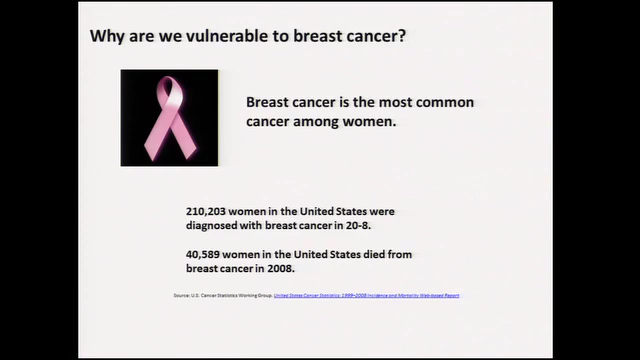 Why are we vulnerable to breast cancer?
Breast cancer is the most common
cancer among women.
210,203 women in the United States were
diagnosed with breast cancer in 20-8.
40,589 women in the United States died from
breast cancer in 2008.
Source: U.S. Cancer Statistics Working Group. United States Cancer Statistics: 1999–2008 Incidence and Mortality Web-based Report